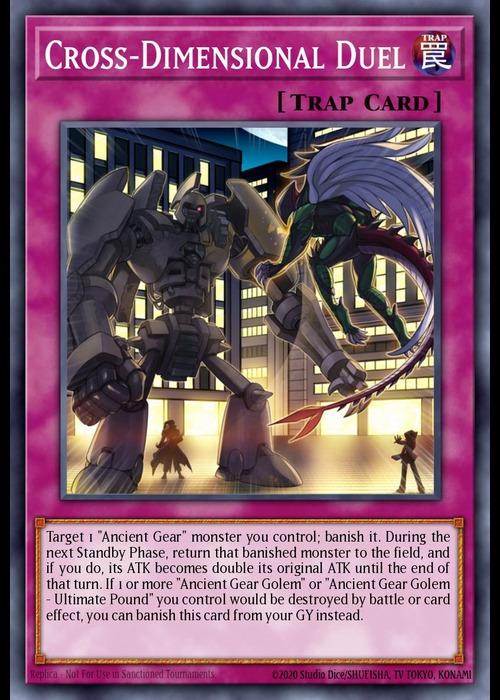 CROSS-DIMENSIONAL DUEL
TRAP
罠
[TRAP CARD]
Target 1 "Ancient Gear" monster you control; banish it. During the
next Standby Phase, return that banished monster to the field, and
if you do, its ATK becomes double its original ATK until the end of
that turn. If 1 or more "Ancient Gear Golem" or "Ancient Gear Golem
- Ultimate Pound" you control would be destroyed by battle or card
effect, you can banish this card from your GY instead.
Replica - Not For Use in Sanctioned Tournaments.
©2020 Studio Dice/SHUEISHA, TV TOKYO, KONAMI